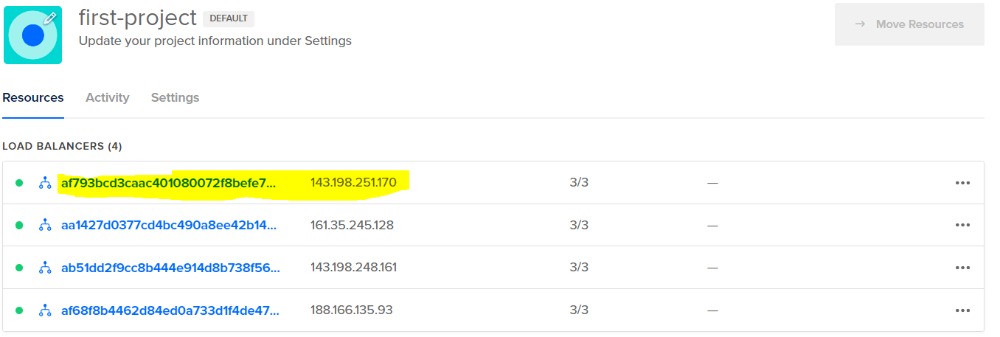 first-project DEFAULT
Update your project information under Settings
→ Move Resources
Resources Activity Settings
LOAD BALANCERS (4)
af793bcd3caac401080072f8befe7... 143.198.251.170 3/3 —
aa1427d0377cd4bc490a8ee42b14... 161.35.245.128 3/3 —
ab51dd2f9cc8b444e914d8b738f56... 143.198.248.161 3/3 —
af68f8b4462d84ed0a733d1f4de47... 188.166.135.93 3/3 —